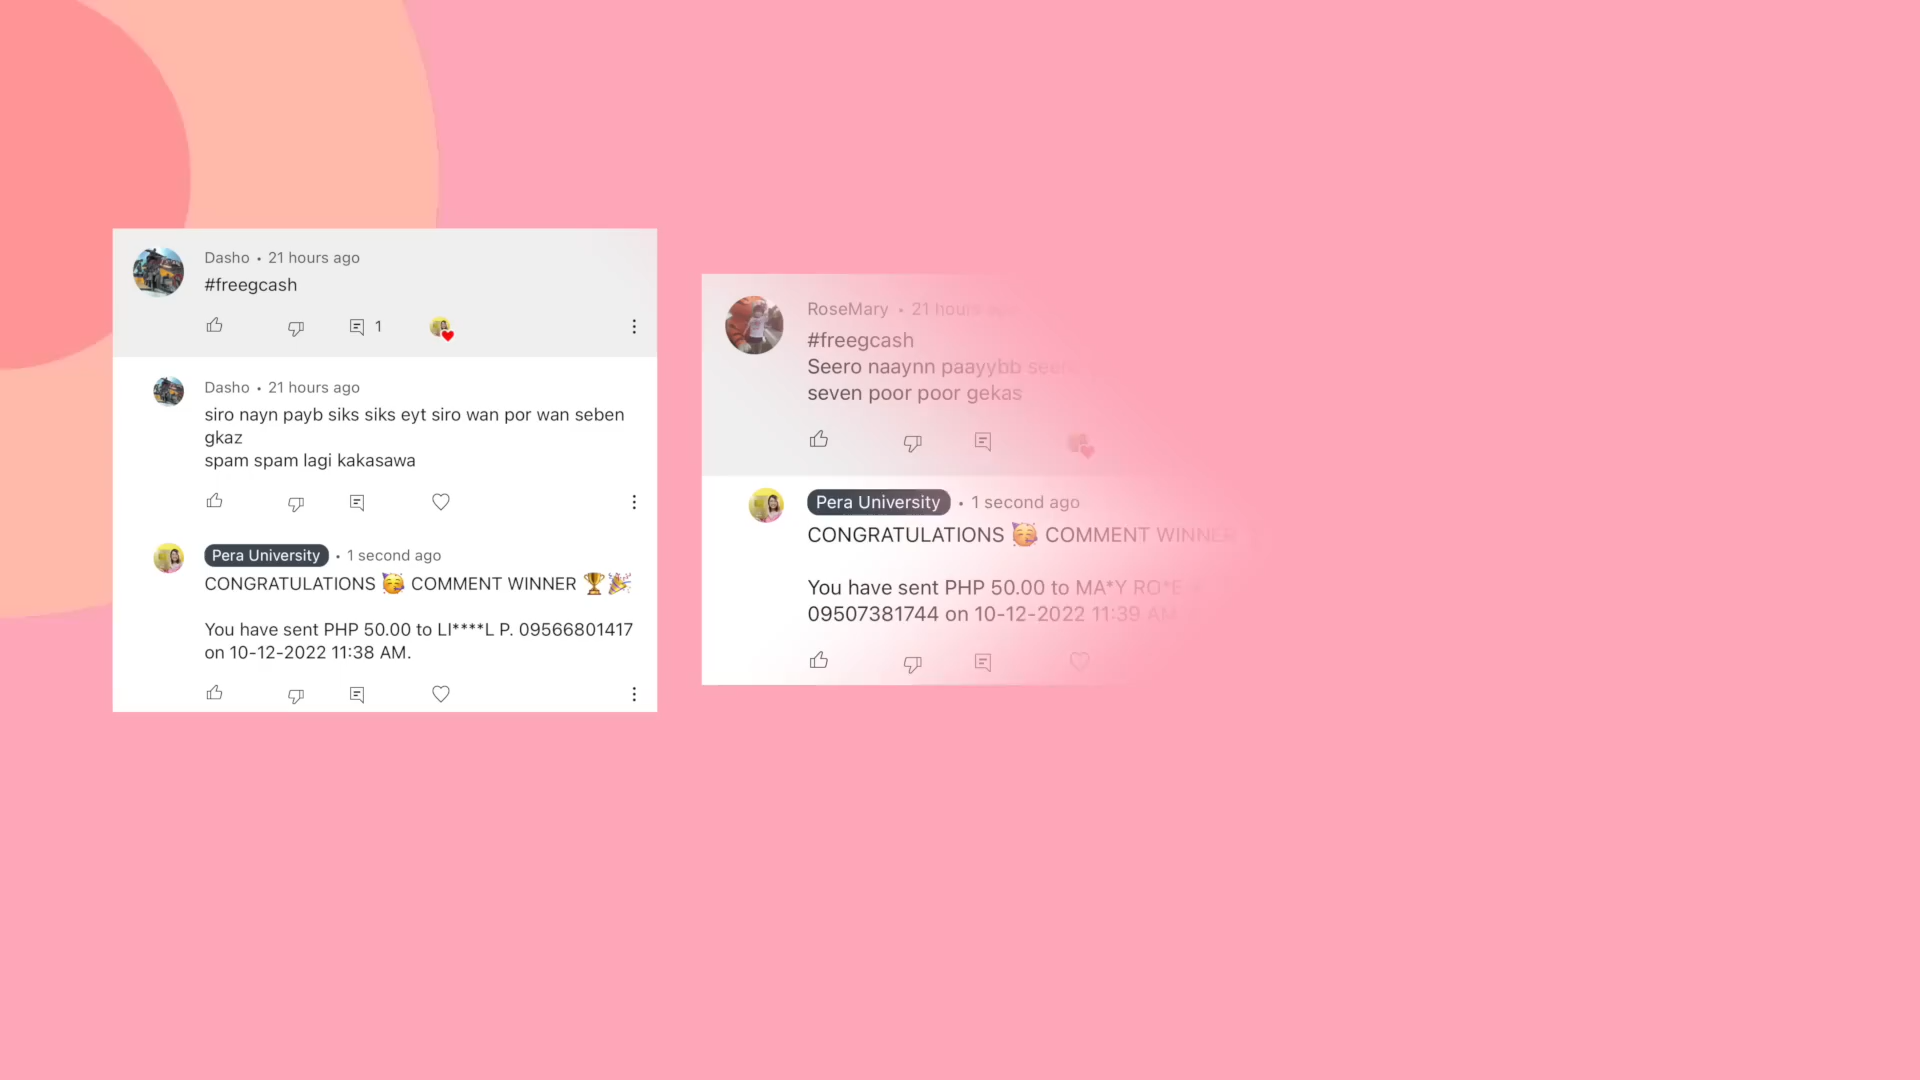 Dasho • 21 hours ago
#freegcash
1
Dasho • 21 hours ago
siro nayn payb siks siks eyt siro wan por wan seben
gkaz
spam spam lagi kakasawa
Pera University • 1 second ago
CONGRATULATIONS 🥳 COMMENT WINNER 🏆🎉
You have sent PHP 50.00 to LI****L P. 09566801417
on 10-12-2022 11:38 AM.
RoseMary • 21 hours ago
#freegcash
Seero naaynn paayybb
seven poor poor gekas
Pera University • 1 second ago
CONGRATULATIONS 🥳 COMMENT WINNER
You have sent PHP 50.00 to MA*Y RO*E
09507381744 on 10-12-2022 11:39 AM